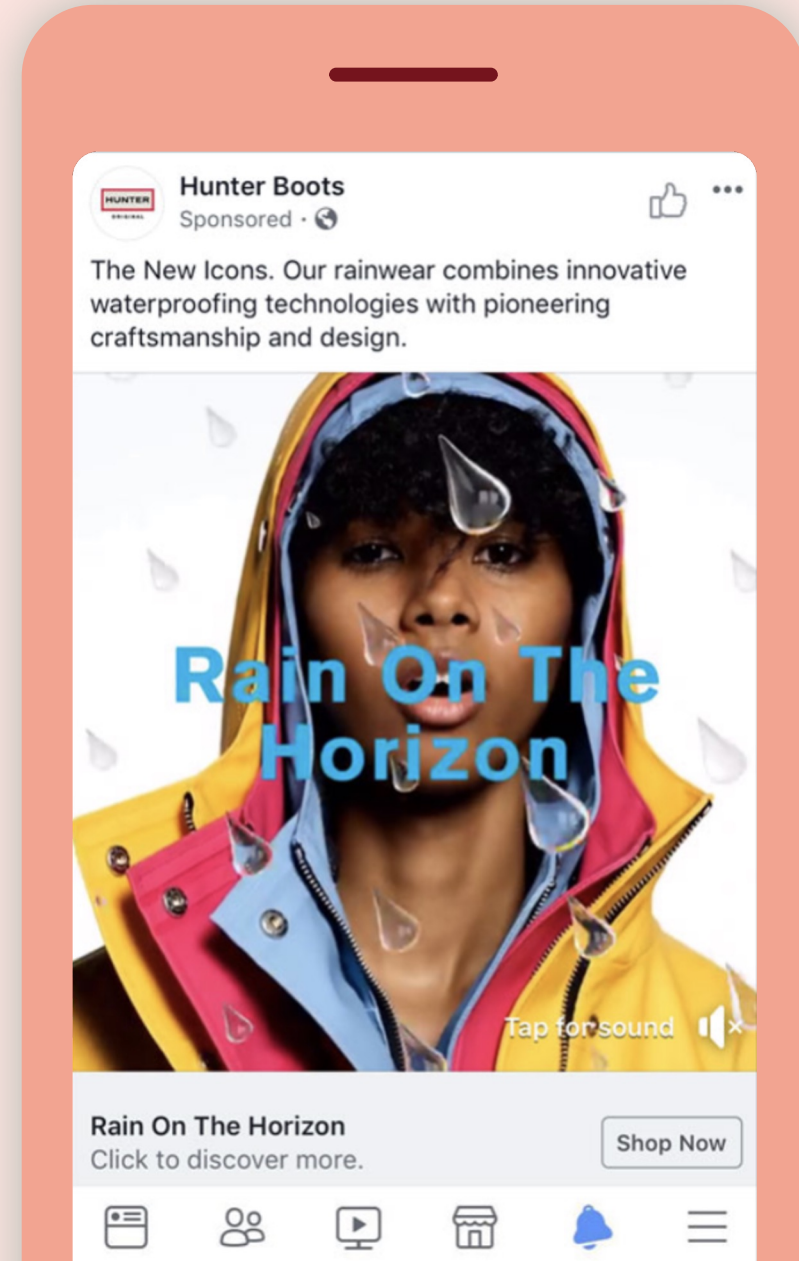 HUNTER
ORIGINAL
Hunter Boots
Sponsored ·
The New Icons. Our rainwear combines innovative
waterproofing technologies with pioneering
craftsmanship and design.
Rain On The
Horizon
Tap for sound
Rain On The Horizon
Click to discover more.
Shop Now